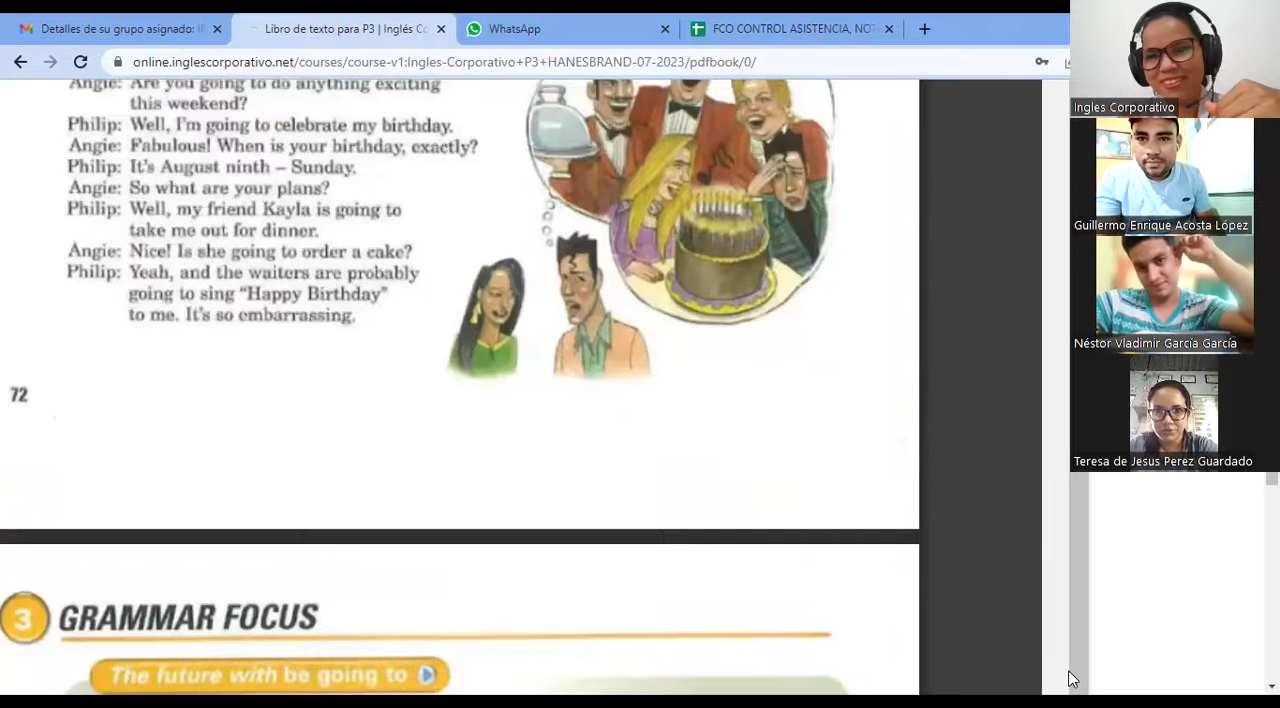 Detalles de su grupo asignado: (
Libro de texto para P3 | Inglés Co
WhatsApp
FCO CONTROL ASISTENCIA, NOT
online.inglescorporativo.net/courses/course-v1:Ingles-Corporativo+P3+HANESBRAND-07-2023/pdfbook/0/
Angie: Are you going to do anything exciting
this weekend?
Philip: Well, I'm going to celebrate my birthday.
Angie: Fabulous! When is your birthday, exactly?
Philip: It's August ninth – Sunday.
Angie: So what are your plans?
Philip: Well, my friend Kayla is going to
take me out for dinner.
Angie: Nice! Is she going to order a cake?
Philip: Yeah, and the waiters are probably
going to sing "Happy Birthday"
to me. It's so embarrassing.
72
3 GRAMMAR FOCUS
The future with be going to
Ingles Corporativo
Guillermo Enrique Acosta López
Néstor Vladimir García García
Teresa de Jesus Perez Guardado